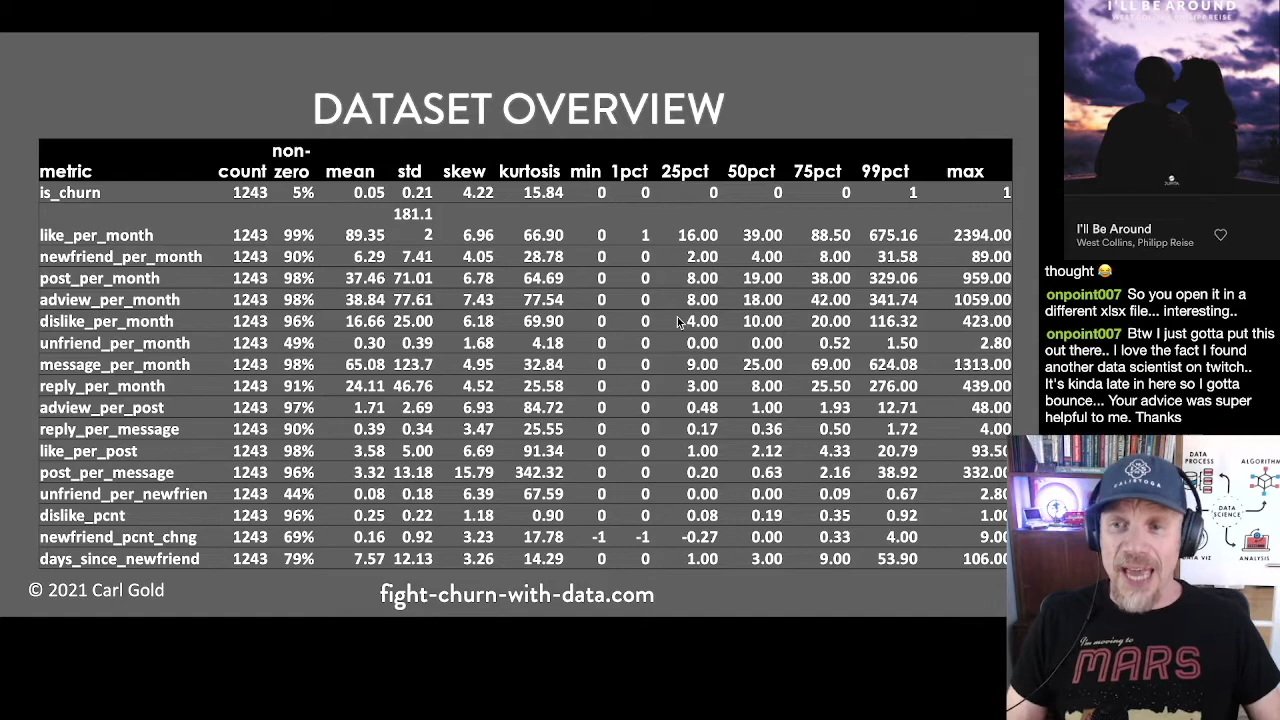 DATASET OVERVIEW
metric count non-zero mean std skew kurtosis min 1pct 25pct 50pct 75pct 99pct max
is_churn 1243 5% 0.05 0.21 4.22 15.84 0 0 0 0 0 1 1
like_per_month 1243 99% 89.35 181.12 6.96 66.90 0 1 16.00 39.00 88.50 675.16 2394.00
newfriend_per_month 1243 90% 6.29 7.41 4.05 28.78 0 0 2.00 4.00 8.00 31.58 89.00
post_per_month 1243 98% 37.46 71.01 6.78 64.69 0 0 8.00 19.00 38.00 329.06 959.00
adview_per_month 1243 98% 38.84 77.61 7.43 77.54 0 0 8.00 18.00 42.00 341.74 1059.00
dislike_per_month 1243 96% 16.66 25.00 6.18 69.90 0 0 4.00 10.00 20.00 116.32 423.00
unfriend_per_month 1243 49% 0.30 0.39 1.68 4.18 0 0 0.00 0.00 0.52 1.50 2.80
message_per_month 1243 98% 65.08 123.7 4.95 32.84 0 0 9.00 25.00 69.00 624.08 1313.00
reply_per_month 1243 91% 24.11 46.76 4.52 25.58 0 0 3.00 8.00 25.50 276.00 439.00
adview_per_post 1243 97% 1.71 2.69 6.93 84.72 0 0 0.48 1.00 1.93 12.71 48.00
reply_per_message 1243 90% 0.39 0.34 3.47 25.55 0 0 0.17 0.36 0.50 1.72 4.00
like_per_post 1243 98% 3.58 5.00 6.69 91.34 0 0 1.00 2.12 4.33 20.79 93.50
post_per_message 1243 96% 13.18 342.32 0 0 0.20 0.63 2.16 38.92
unfriend_per_newfrien 1243 44% 0.08 0.18 6.39 67.35 0 0 0.00 0.00 0.09 0.67 2.80
dislike_pcnt 1243 96% 0.25 0.22 1.18 0.90 0 0 0.08 0.19 0.35 0.92 1.00
newfriend_pcnt_chng 1243 69% 0.92 3.23 17.78 -1 -1 -0.27 0.00 0.33 4.00 9.00
days_since_newfriend 1243 79% 7.57 12.13 3.26 0 0 1.00 3.00 9.00 53.90 106.00
© 2021 Carl Gold
fight-churn-with-data.com
I'LL BE AROUND
WEST COLLINS, PHILIPP REISE
I'll Be Around
West Collins, Philipp Reise
thought 😂
onpoint007 So you open it in a
different xlsx file... interesting..
onpoint007 Btw I just gotta put this
out there.. I love the fact I found
another data scientist on twitch..
It's kinda late in here so I gotta
bounce... Your advice was super
helpful to me. Thanks
DATA
PROCESS
ALGORITHM
DATA
SCIENCE
DATA VIZ
ANALYSIS
CALISTOGA
I'm moving to
MARS